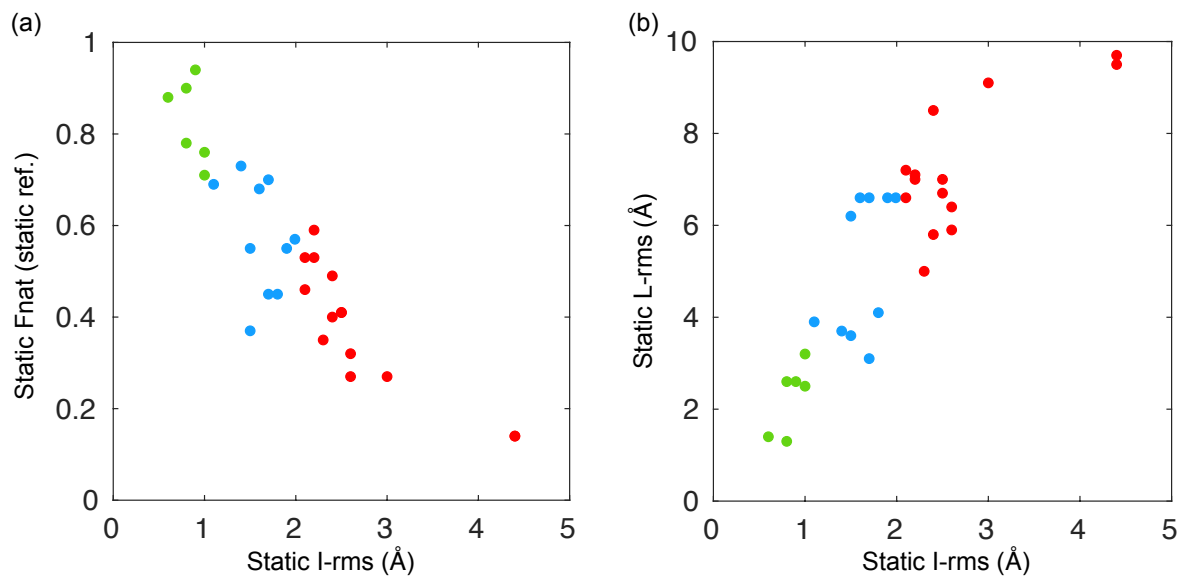 (a)
1
0.8
0.6
0.4
0.2
0
Static Fnat (static ref.)
0 1 2 3 4 5
Static I-rms (Å)
(b)
10
8
6
4
2
0
Static L-rms (Å)
0 1 2 3 4 5
Static I-rms (Å)